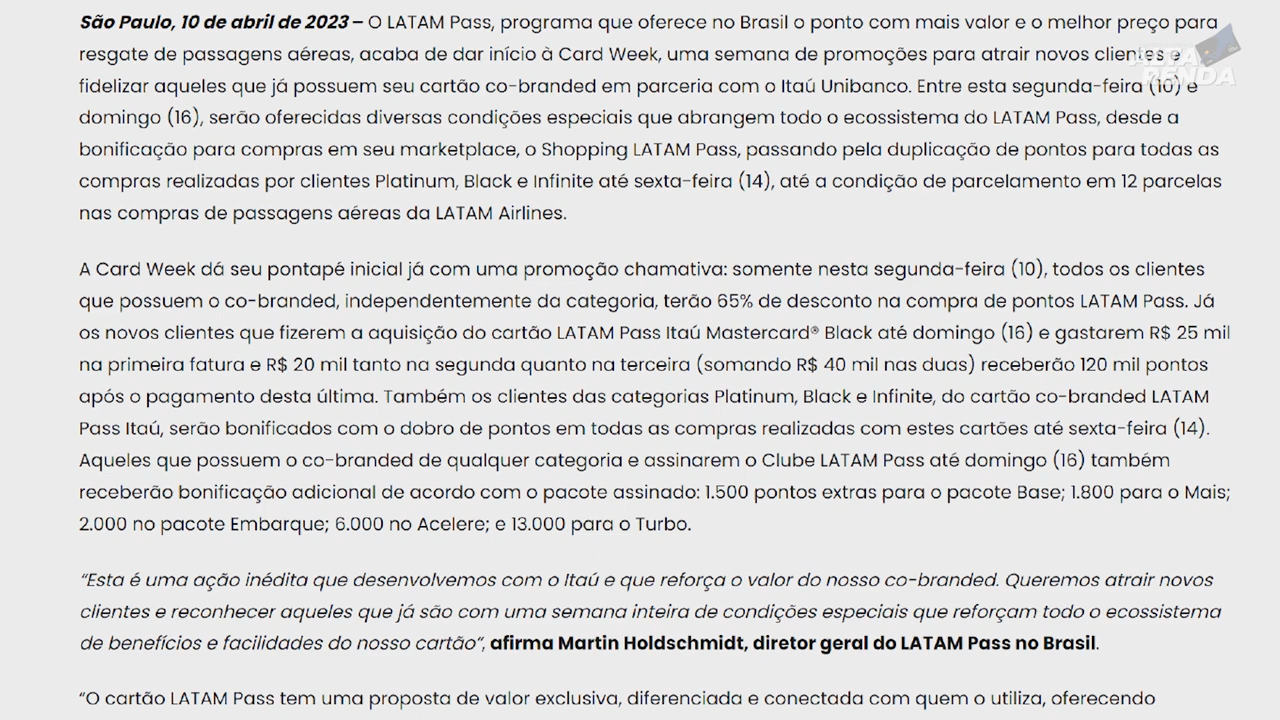 São Paulo, 10 de abril de 2023 – O LATAM Pass, programa que oferece no Brasil o ponto com mais valor e o melhor preço para
resgate de passagens aéreas, acaba de dar início à Card Week, uma semana de promoções para atrair novos clientes e
fidelizar aqueles que já possuem seu cartão co-branded em parceria com o Itaú Unibanco. Entre esta segunda-feira (10) e
domingo (16), serão oferecidas diversas condições especiais que abrangem todo o ecossistema do LATAM Pass, desde a
bonificação para compras em seu marketplace, o Shopping LATAM Pass, passando pela duplicação de pontos para todas as
compras realizadas por clientes Platinum, Black e Infinite até sexta-feira (14), até a condição de parcelamento em 12 parcelas
nas compras de passagens aéreas da LATAM Airlines.
A Card Week dá seu pontapé inicial já com uma promoção chamativa: somente nesta segunda-feira (10), todos os clientes
que possuem o co-branded, independentemente da categoria, terão 65% de desconto na compra de pontos LATAM Pass. Já
os novos clientes que fizerem a aquisição do cartão LATAM Pass Itaú Mastercard® Black até domingo (16) e gastarem R$ 25 mil
na primeira fatura e R$ 20 mil tanto na segunda quanto na terceira (somando R$ 40 mil nas duas) receberão 120 mil pontos
após o pagamento desta última. Também os clientes das categorias Platinum, Black e Infinite, do cartão co-branded LATAM
Pass Itaú, serão bonificados com o dobro de pontos em todas as compras realizadas com estes cartões até sexta-feira (14).
Aqueles que possuem o co-branded de qualquer categoria e assinarem o Clube LATAM Pass até domingo (16) também
receberão bonificação adicional de acordo com o pacote assinado: 1.500 pontos extras para o pacote Base; 1.800 para o Mais;
2.000 no pacote Embarque; 6.000 no Acelere; e 13.000 para o Turbo.
“Esta é uma ação inédita que desenvolvemos com o Itaú e que reforça o valor do nosso co-branded. Queremos atrair novos
clientes e reconhecer aqueles que já são com uma semana inteira de condições especiais que reforçam todo o ecossistema
de benefícios e facilidades do nosso cartão”, afirma Martin Holdschmidt, diretor geral do LATAM Pass no Brasil.
“O cartão LATAM Pass tem uma proposta de valor exclusiva, diferenciada e conectada com quem o utiliza, oferecendo
ALTA
RENDA